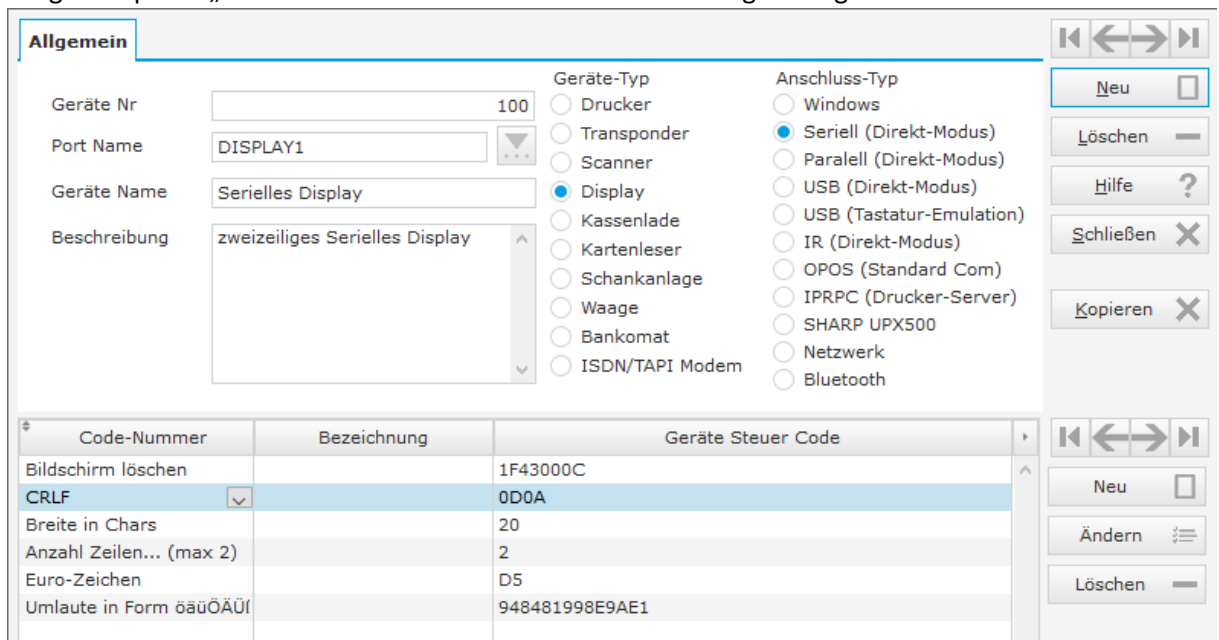 Allgemein
Geräte Nr 100
Port Name DISPLAY1
Geräte Name Serielles Display
Beschreibung zweizeiliges Serielles Display
Geräte-Typ
Drucker
Transponder
Scanner
Display
Kassenlade
Kartenleser
Schankanlage
Waage
Bankomat
ISDN/TAPI Modem
Anschluss-Typ
Windows
Seriell (Direkt-Modus)
Paralell (Direkt-Modus)
USB (Direkt-Modus)
USB (Tastatur-Emulation)
IR (Direkt-Modus)
OPOS (Standard Com)
IPRPC (Drucker-Server)
SHARP UPX500
Netzwerk
Bluetooth
Neu
Löschen
Hilfe ?
Schließen
Kopieren
Code-Nummer Bezeichnung Geräte Steuer Code
Bildschirm löschen 1F43000C
CRLF 0D0A
Breite in Chars 20
Anzahl Zeilen... (max 2) 2
Euro-Zeichen D5
Umlaute in Form öäüÖÄÜ 948481998E9AE1
Neu
Ändern
Löschen